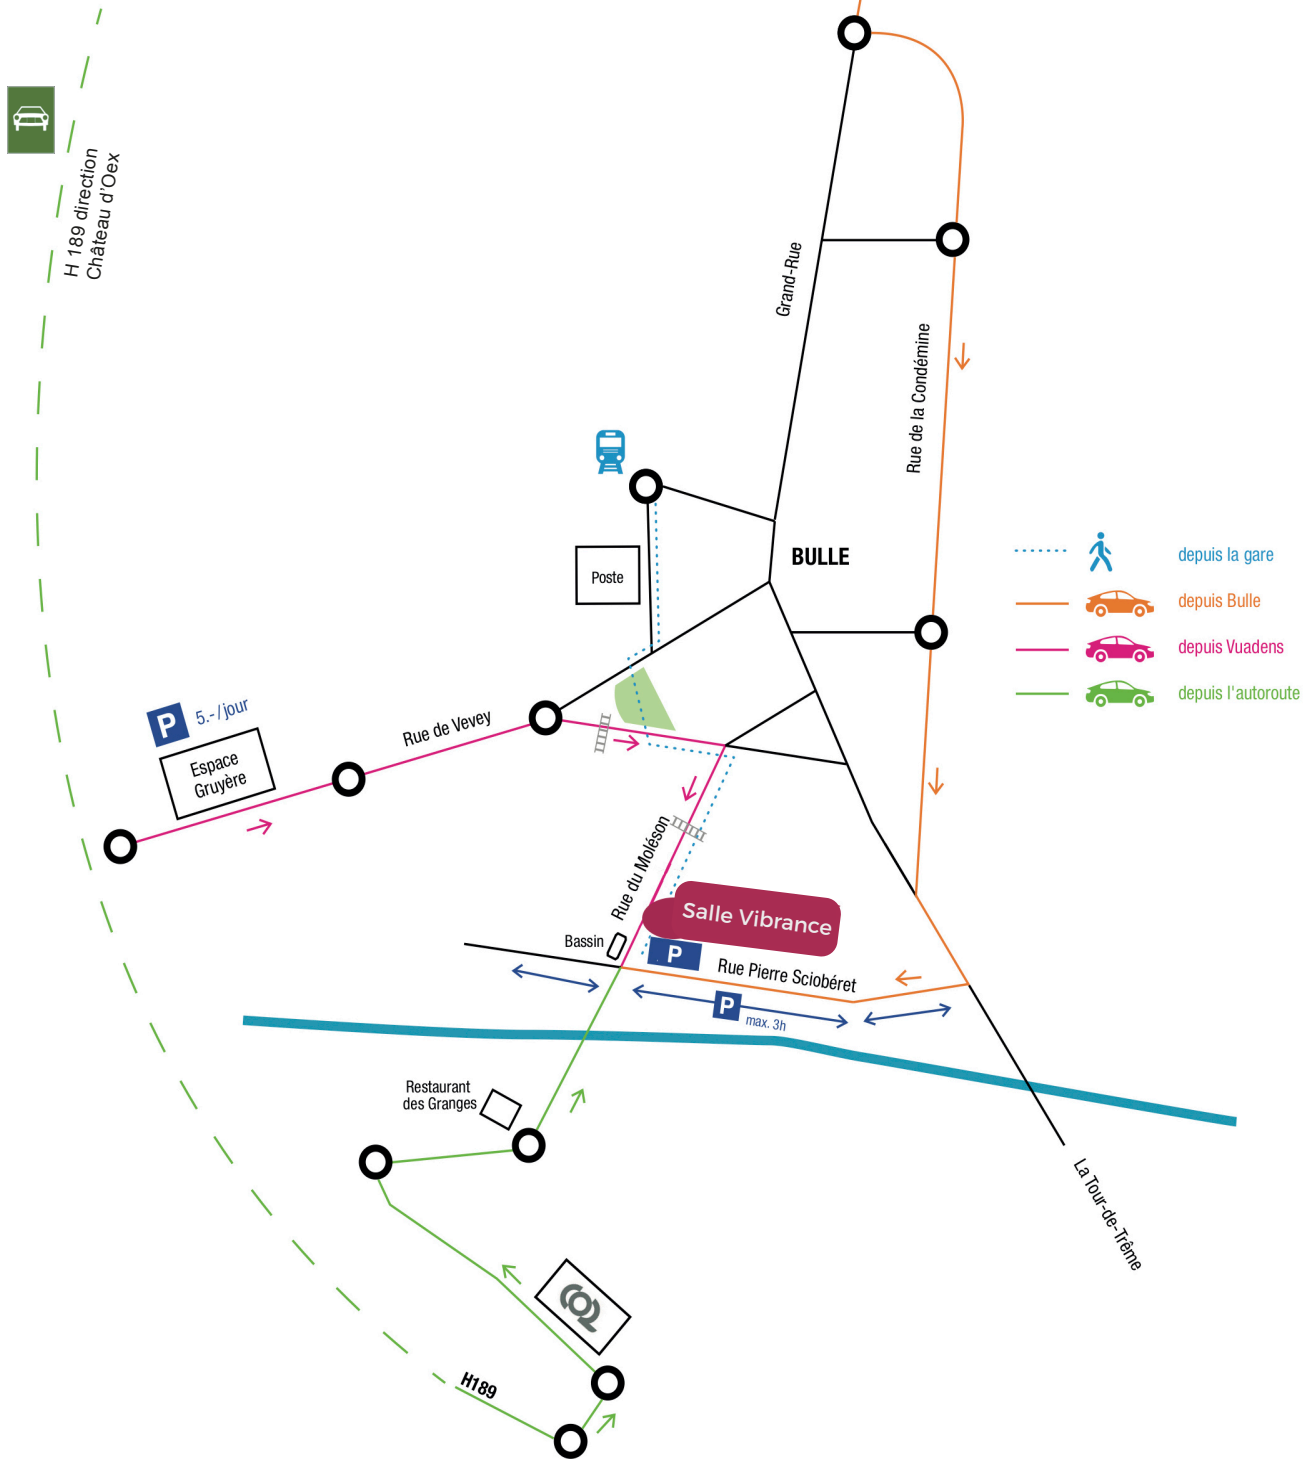 H 189 direction
Château d'Oex
Grand-Rue
Rue de la Condémine
Poste
BULLE
depuis la gare
depuis Bulle
depuis Vuadens
depuis l'autoroute
P 5.-/jour
Espace
Gruyère
Rue de Vevey
Rue du Moléson
Salle Vibrance
Bassin
P
Rue Pierre Sciobéret
P
max. 3h
Restaurant
des Granges
La Tour-de-Trême
H189